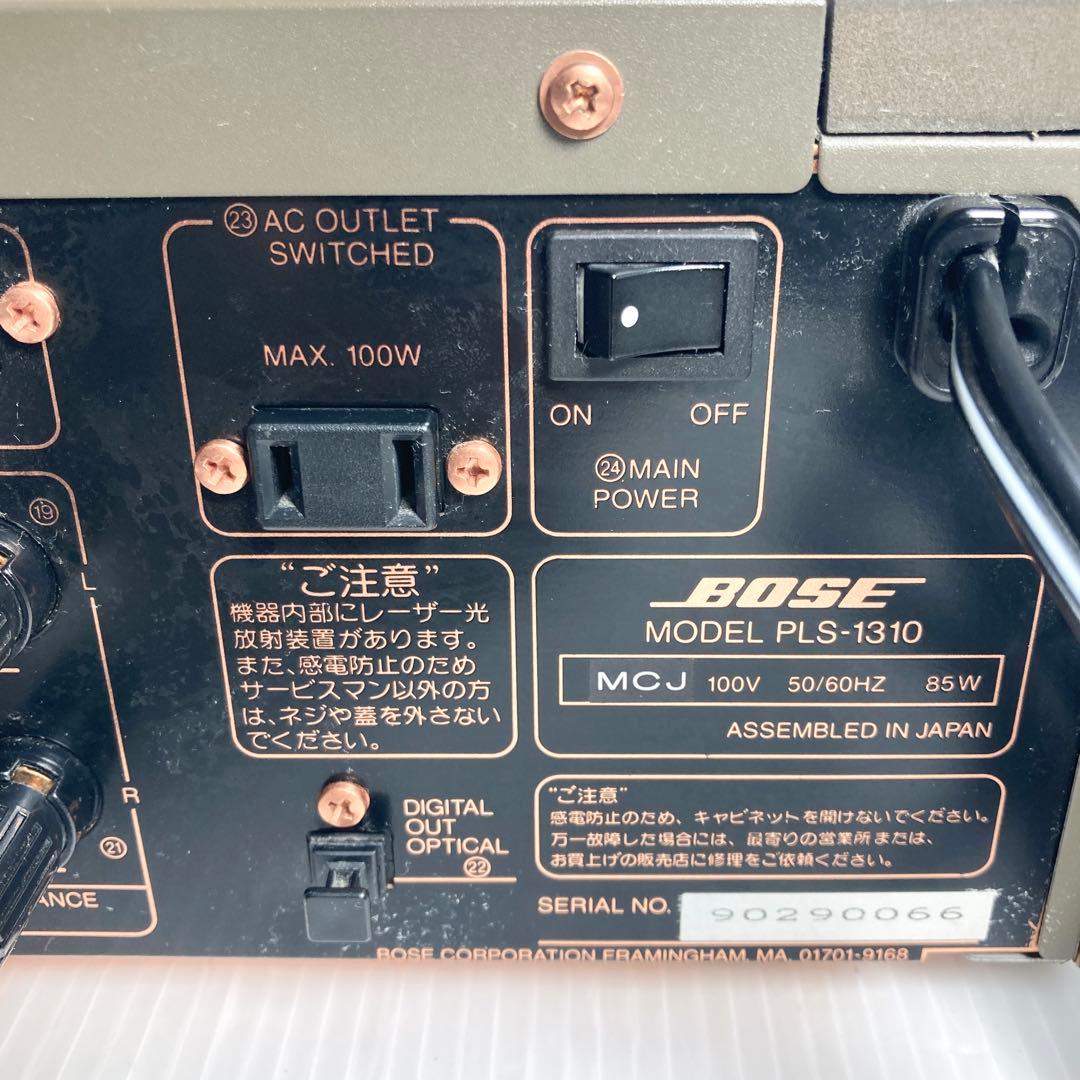 ㉓ AC OUTLET
SWITCHED
MAX. 100W
ON OFF
㉔ MAIN
POWER
⑲
L
R
㉑
ANCE
“ご注意”
機器内部にレーザー光
放射装置があります。
また、感電防止のため
サービスマン以外の方
は、ネジや蓋を外さない
でください。
BOSE
MODEL PLS-1310
MCJ 100V 50/60HZ 85W
ASSEMBLED IN JAPAN
DIGITAL
OUT
OPTICAL
㉒
“ご注意”
感電防止のため、キャビネットを開けないでください。
万一故障した場合には、最寄りの営業所または、
お買上げの販売店に修理をご依頼ください。
SERIAL NO. 90290066
BOSE CORPORATION FRAMINGHAM, MA. 01701-9168